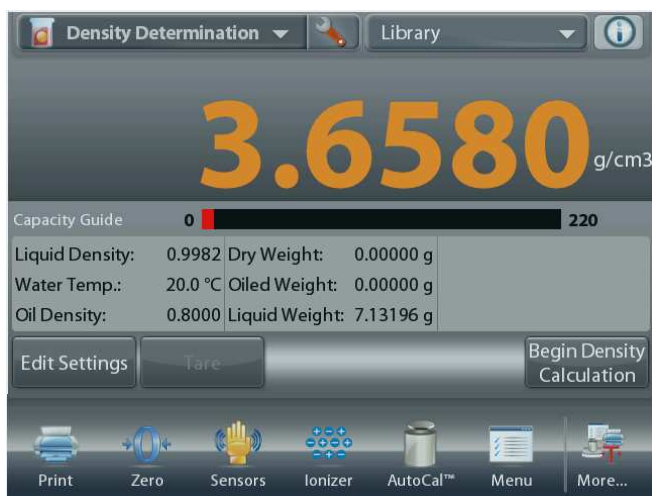 Density Determination Library
3.6580 g/cm3
Capacity Guide 0 220
Liquid Density: 0.9982 Dry Weight: 0.00000 g
Water Temp.: 20.0 °C Oiled Weight: 0.00000 g
Oil Density: 0.8000 Liquid Weight: 7.13196 g
Edit Settings Tare Begin Density
Calculation
Print Zero Sensors Ionizer AutoCal™ Menu More...